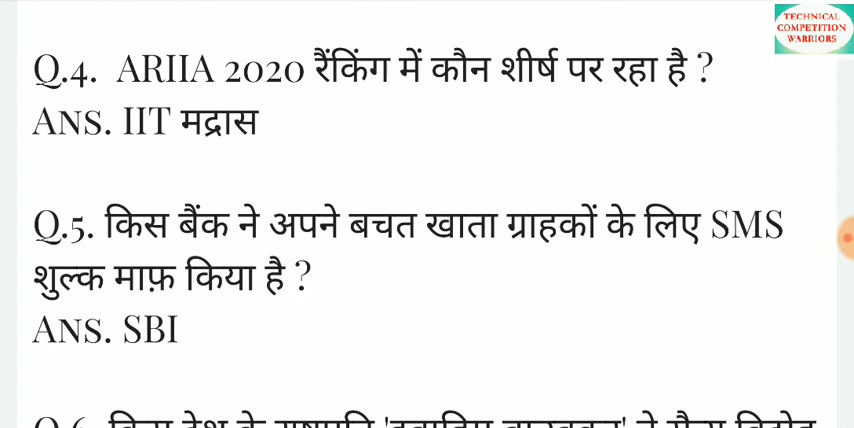 TECHNICAL
COMPETITION
WARRIORS
Q.4. ARIIA 2020 रैंकिंग में कौन शीर्ष पर रहा है ?
ANS. IIT मद्रास
Q.5. किस बैंक ने अपने बचत खाता ग्राहकों के लिए SMS
शुल्क माफ़ किया है ?
ANS. SBI